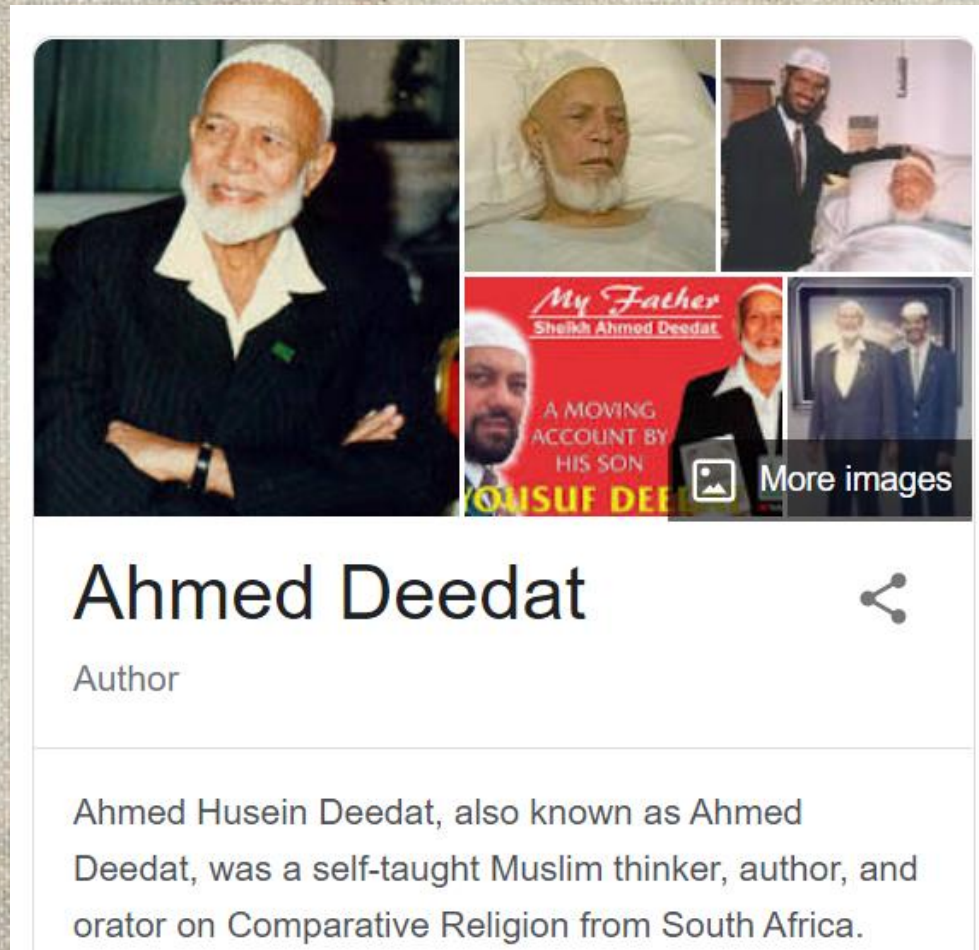 My Father
Sheikh Ahmed Deedat
A MOVING
ACCOUNT BY
HIS SON
More images
Ahmed Deedat
Author
Ahmed Husein Deedat, also known as Ahmed
Deedat, was a self-taught Muslim thinker, author, and
orator on Comparative Religion from South Africa.